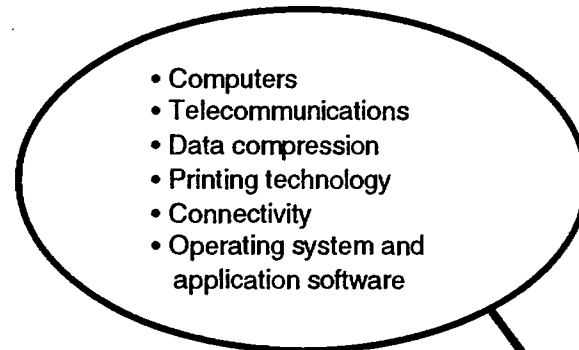 • Computers
• Telecommunications
• Data compression
• Printing technology
• Connectivity
• Operating system and
application software